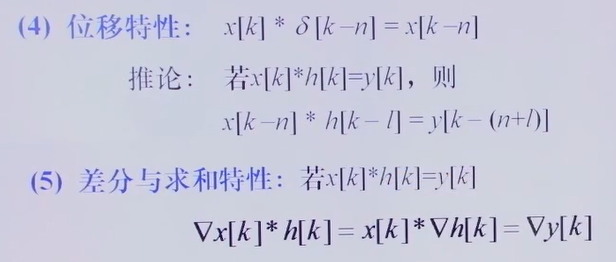 (4) 位移特性: x[k] * δ[k−n] = x[k−n]
推论: 若x[k]*h[k]=y[k], 则
x[k−n] * h[k−l] = y[k−(n+l)]
(5) 差分与求和特性: 若x[k]*h[k]=y[k]
∇x[k]* h[k] = x[k]*∇h[k] = ∇y[k]